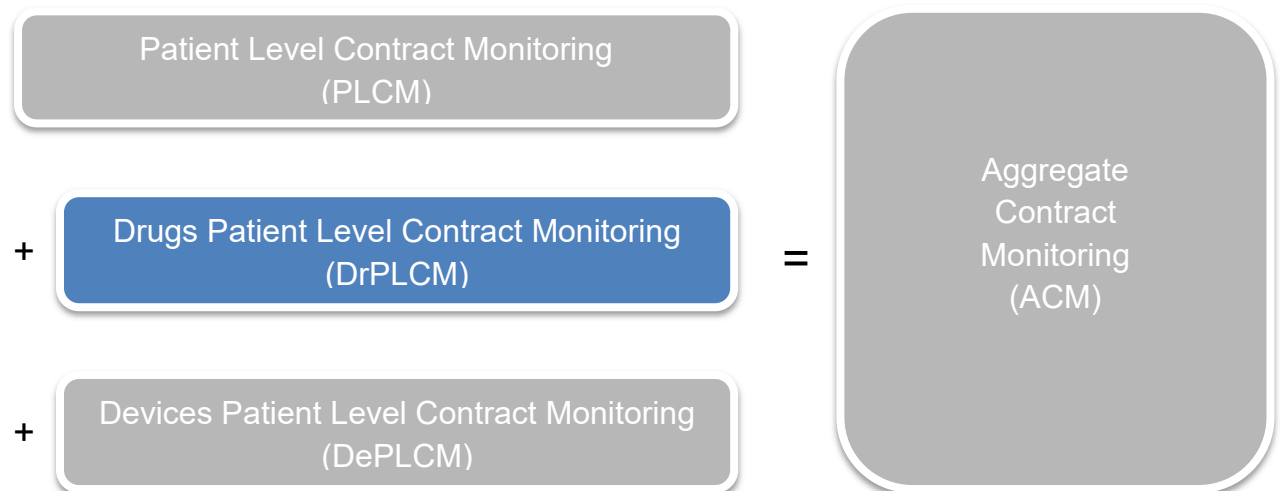 Patient Level Contract Monitoring
(PLCM)
+
Drugs Patient Level Contract Monitoring
(DrPLCM)
+
Devices Patient Level Contract Monitoring
(DePLCM)
=
Aggregate
Contract
Monitoring
(ACM)